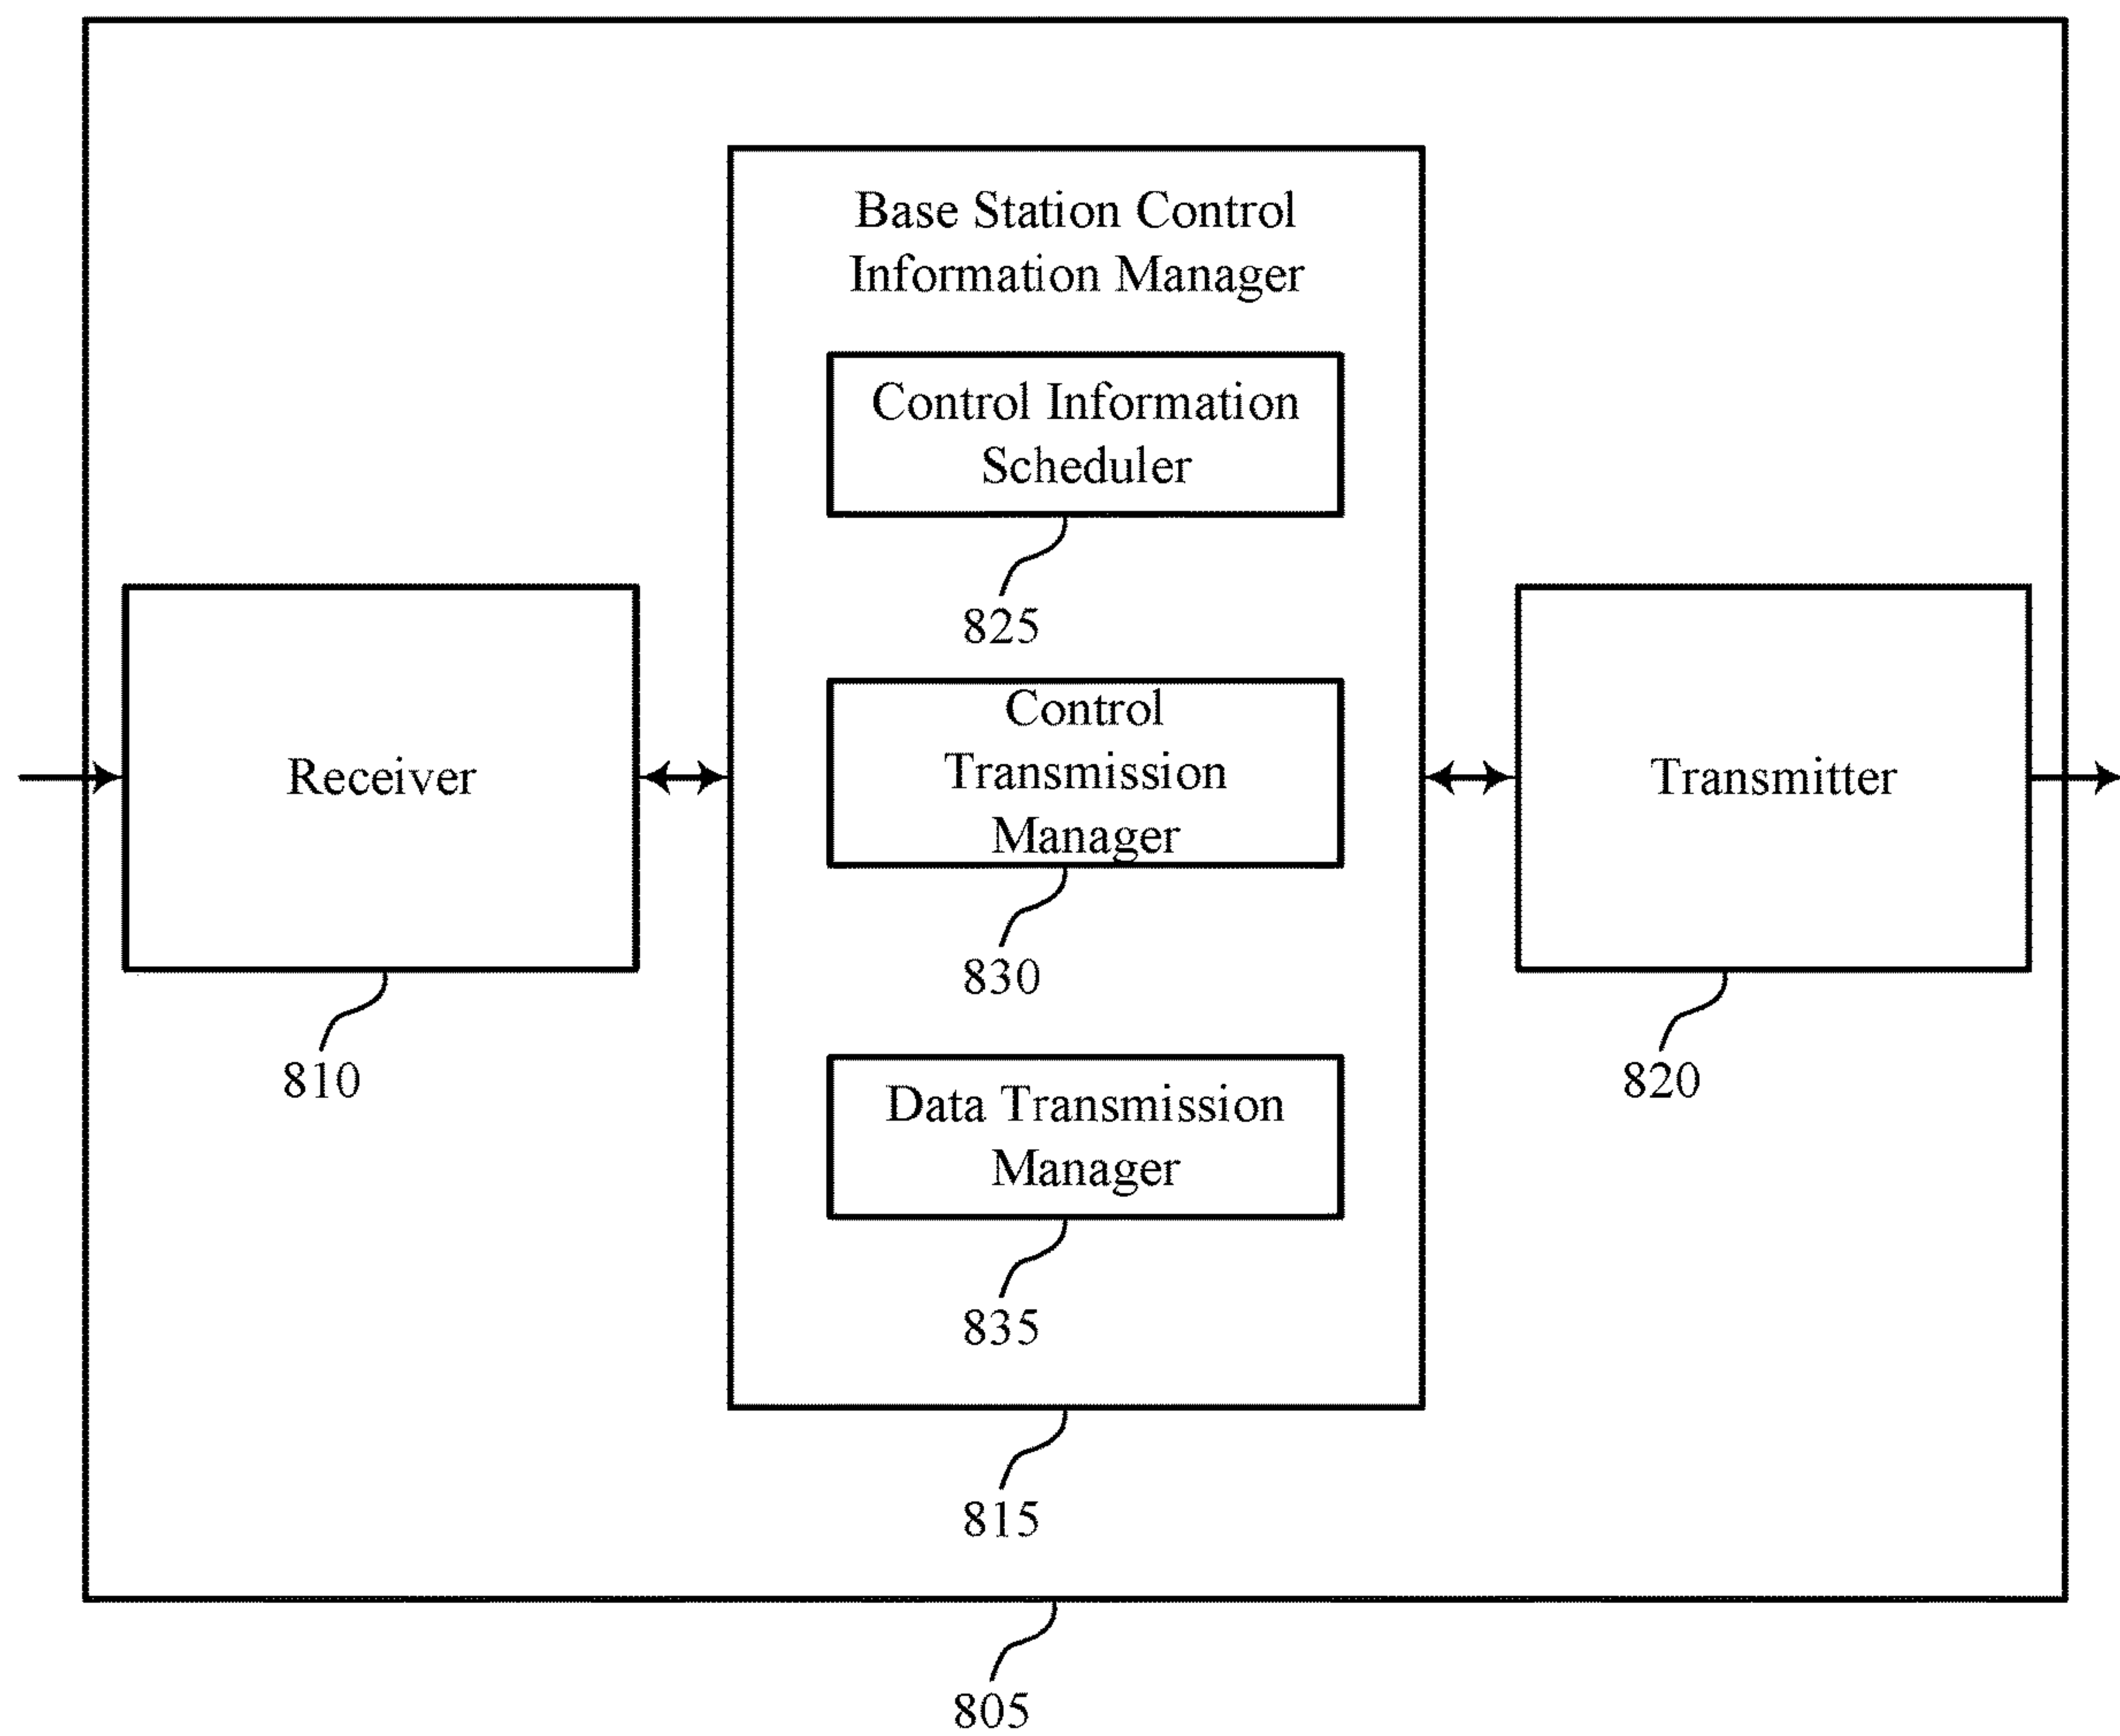 Base Station Control
Information Manager
Control Information
Scheduler
825
Control
Transmission
Manager
830
Data Transmission
Manager
835
815
Receiver
810
Transmitter
820
805